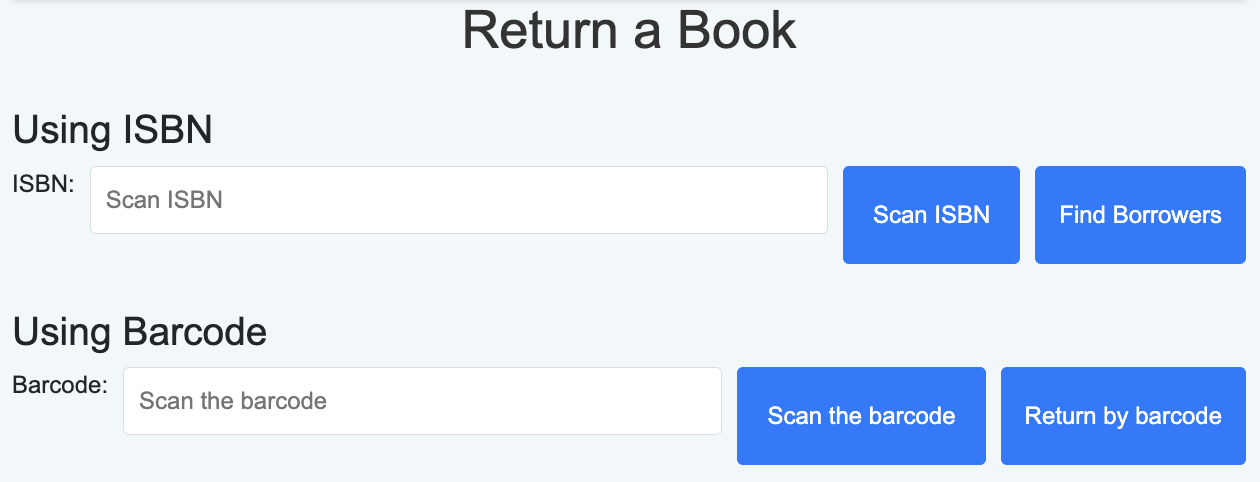 Return a Book
Using ISBN
ISBN: Scan ISBN Scan ISBN Find Borrowers
Using Barcode
Barcode: Scan the barcode Scan the barcode Return by barcode